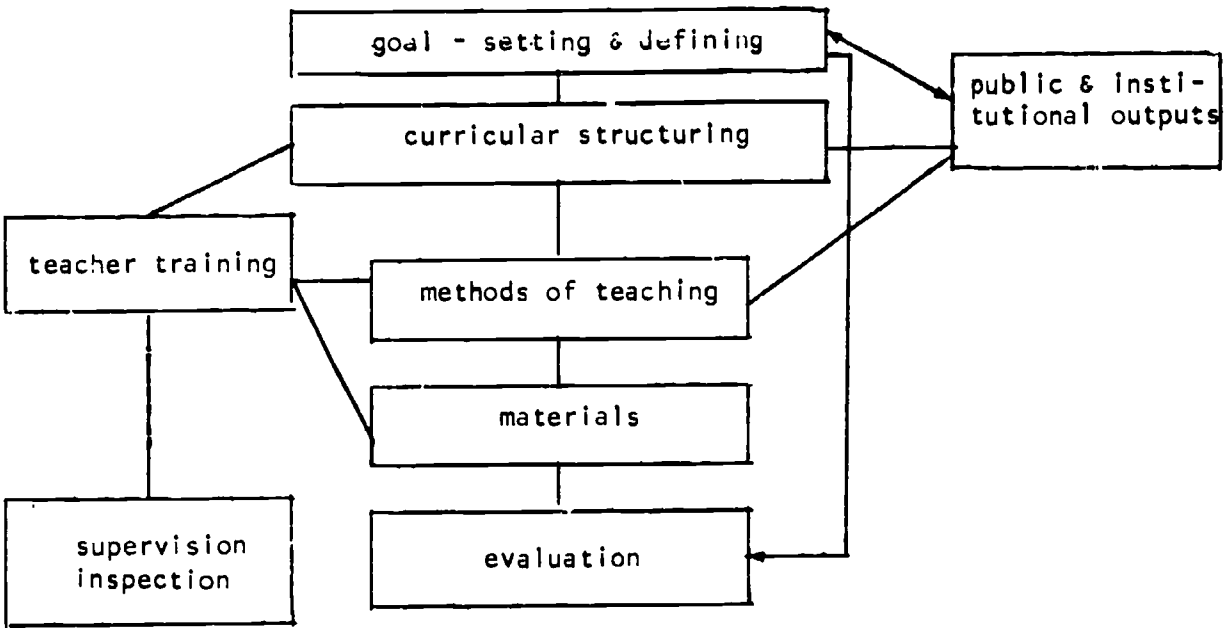 goal - setting & defining
public & insti-
tutional outputs
curricular structuring
teacher training
methods of teaching
materials
supervision
inspection
evaluation